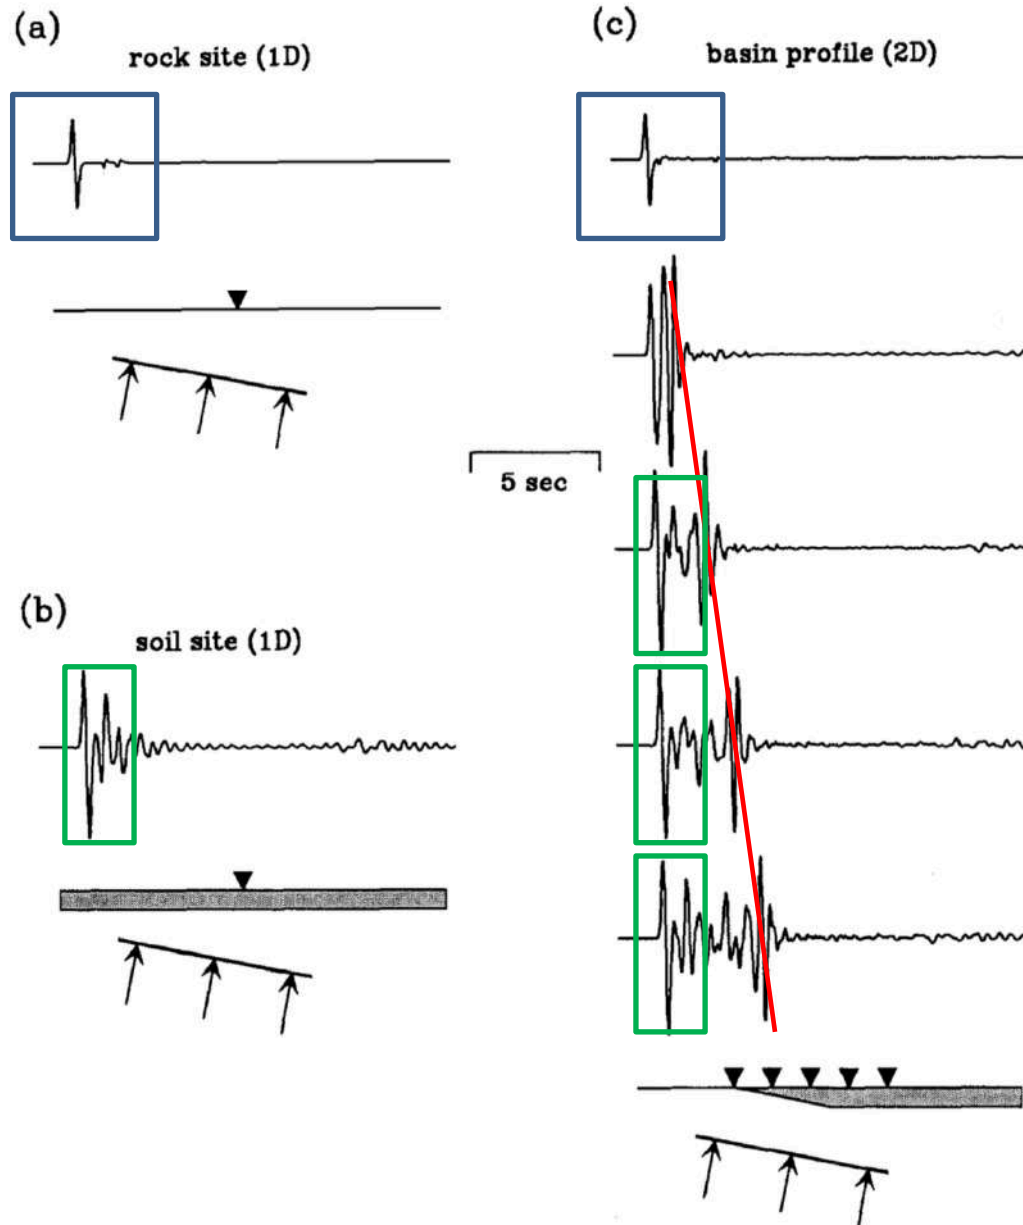 (a)
rock site (1D)
(b)
soil site (1D)
5 sec
(c)
basin profile (2D)